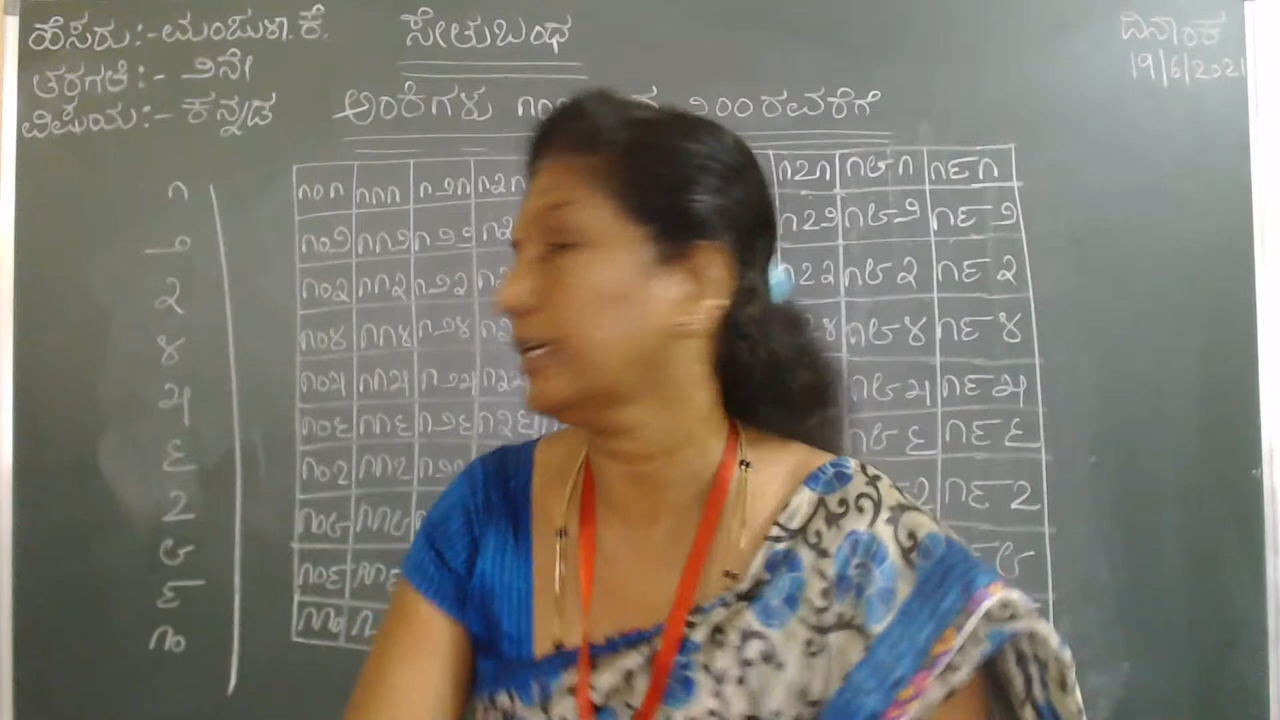 ಹೆಸರು:- ಮಂಜುಳಾ.ಕೆ.
ಸೇತುಬಂಧ
ದಿನಾಂಕ
19/6/2021
ತರಗತಿ:- ೨ನೇ
ವಿಷಯ:- ಕನ್ನಡ
ಅಂಕಿಗಳು ೨೦೦ರವರೆಗೆ
೧
೨
೩
೪
೫
೬
೭
೮
೯
೧೦
೧೦೧ ೧೧೧ ೧೨೧ ೧೭೧ ೧೮೧ ೧೯೧
೧೦೨ ೧೧೨ ೧೨೨ ೧೭೨ ೧೮೨ ೧೯೨
೧೦೩ ೧೧೩ ೧೨೩ ೧೭೩ ೧೮೩ ೧೯೩
೧೦೪ ೧೧೪ ೧೨೪ ೧೮೪ ೧೯೪
೧೦೫ ೧೧೫ ೧೨೫ ೧೮೫ ೧೯೫
೧೦೬ ೧೧೬ ೧೨೬ ೧೩೬ ೧೮೬ ೧೯೬
೧೦೭ ೧೧೭ ೧೯೭
೧೦೮ ೧೧೮
೧೦೯ ೧೧೯
೧೧೦